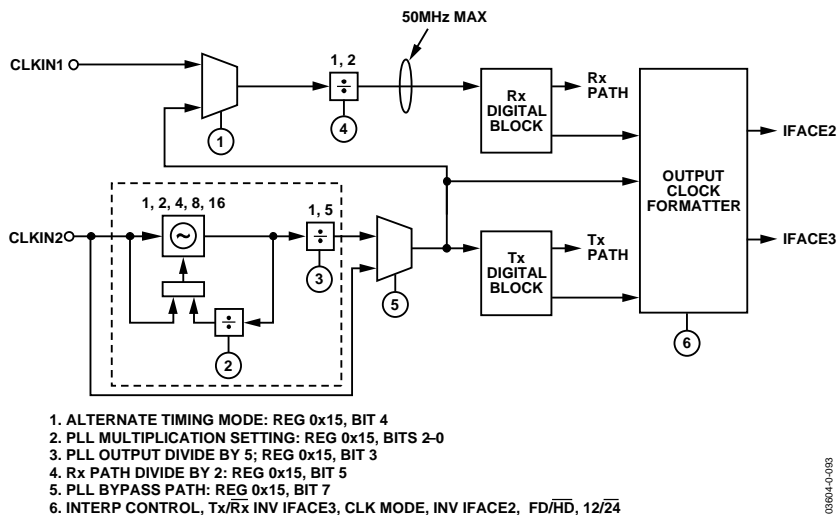 50MHz MAX
CLKIN1
1, 2
÷
4
1
Rx
DIGITAL
BLOCK
Rx
PATH
IFACE2
OUTPUT
CLOCK
FORMATTER
IFACE3
6
CLKIN2
1, 2, 4, 8, 16
~
÷
2
1, 5
÷
3
5
Tx
DIGITAL
BLOCK
Tx
PATH
1. ALTERNATE TIMING MODE: REG 0x15, BIT 4
2. PLL MULTIPLICATION SETTING: REG 0x15, BITS 2–0
3. PLL OUTPUT DIVIDE BY 5; REG 0x15, BIT 3
4. Rx PATH DIVIDE BY 2: REG 0x15, BIT 5
5. PLL BYPASS PATH: REG 0x15, BIT 7
6. INTERP CONTROL, Tx/R̅x̅ INV IFACE3, CLK MODE, INV IFACE2, FD/H̅D̅, 12/2̅4̅
03604-0-093